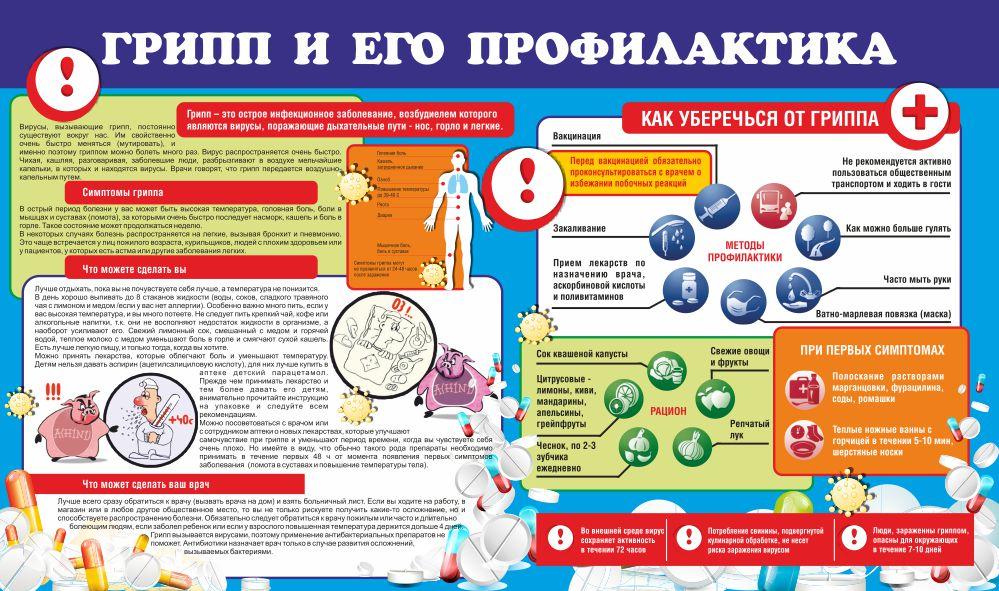 ГРИПП И ЕГО ПРОФИЛАКТИКА
Грипп – это острое инфекционное заболевание, возбудиелем которого
являются вирусы, поражающие дыхательные пути - нос, горло и легкие.
Вирусы, вызывающие грипп, постоянно
существуют вокруг нас. Им свойственно
очень быстро меняться (мутировать), и
именно поэтому гриппом можно болеть много раз. Вирус распространяется очень быстро.
Чихая, кашляя, разговаривая, заболевшие люди, разбрызгивают в воздухе мельчайшие
капельки, в которых и находятся вирусы. Врачи говорят, что грипп передается воздушно-
капельным путем.
Симптомы гриппа
В острый период болезни у вас может быть высокая температура, головная боль, боли в
мышцах и суставах (ломота), за которыми очень быстро последует насморк, кашель и боль в
горле. Такое состояние может продолжаться неделю.
В некоторых случаях болезнь распространяется на легкие, вызывая бронхит и пневмонию.
Это чаще встречается у лиц пожилого возраста, курильщиков, людей с плохим здоровьем или
у пациентов, у которых есть астма или другие заболевания легких.
Головная боль
Кашель,
затрудненное дыхание
Озноб
Повышение температуры
до 39-40 C
Рвота
Диарея
Мышечная боль,
боль в суставах
Симптомы гриппа могут
не проявляться от 24-48 часов
после заражения
Что можете сделать вы
Лучше отдыхать, пока вы не почувствуете себя лучше, а температура не понизится.
В день хорошо выпивать до 8 стаканов жидкости (воды, соков, сладкого травяного
чая с лимоном и медом /если у вас нет аллергии). Особенно важно много пить, если у
вас высокая температура, и вы много потеете. Не следует пить крепкий чай, кофе или
алкогольные напитки, т.к. они не восполняют недостаток жидкости в организме, а
наоборот усиливают его. Свежий лимонный сок, смешанный с медом и горячей
водой, теплое молоко с медом уменьшают боль в горле и смягчают сухой кашель.
Есть лучше легкую пищу, и только тогда, когда вы хотите.
Можно принять лекарства, которые облегчают боль и уменьшают температуру.
Детям нельзя давать аспирин (ацетилсалициловую кислоту), для них лучше купить в
аптеке детский парацетамол.
Прежде чем принимать лекарство и
тем более давать его детям,
внимательно прочитайте инструкцию
на упаковке и следуйте всем
рекомендациям.
Можно посоветоваться с врачом или
с сотрудником аптеки о новых лекарствах, которые улучшают
самочувствие при гриппе и уменьшают период времени, когда вы чувствуете себя
очень плохо. Но имейте в виду, что обычно такого рода препараты необходимо
принимать в течение первых 48 ч от момента появления первых симптомов
заболевания (ломота в суставах и повышение температуры тела).
!!!
AH1N1
+40c
AH1N1
Что может сделать ваш врач
Лучше всего сразу обратиться к врачу (вызвать врача на дом) и взять больничный лист. Если вы ходите на работу, в
магазин или в любое другое общественное место, то вы не только рискуете получить какие-то осложнение, но и
способствуете распространению болезни. Обязательно следует обратиться к врачу пожилым или часто и длительно
болеющим людям, если заболел ребенок или если у взрослого повышенная температура держится дольше 4 дней.
Грипп вызывается вирусами, поэтому применение антибактериальных препаратов не
поможет. Антибиотики назначает врач только в случае развития осложнений,
вызываемых бактериями.
КАК УБЕРЕЧЬСЯ ОТ ГРИППА
Вакцинация
Перед вакцинацией обязательно
проконсультироваться с врачем о
избежании побочных реакций
Закаливание
Прием лекарств по
назначению врача,
аскорбиновой кислоты
и поливитаминов
МЕТОДЫ
ПРОФИЛАКТИКИ
Не рекомендуется активно
пользоваться общественным
транспортом и ходить в гости
Как можно больше гулять
Часто мыть руки
Ватно-марлевая повязка (маска)
Сок квашеной капусты
Цитрусовые -
лимоны, киви,
мандарины,
апельсины,
грейпфруты
Чеснок, по 2-3
зубчика
ежедневно
РАЦИОН
Свежие овощи
и фрукты
Репчатый
лук
ПРИ ПЕРВЫХ СИМПТОМАХ
Полоскание растворами
марганцовки, фурацилина,
соды, ромашки
Теплые ножные ванны с
горчицей в течении 5-10 мин,
шерстяные носки
Во внешней среде вирус
сохраняет активность
в течении 72 часов
Потребление свинины, подвергнутой
кулинарной обработке, не несет
риска заражения вирусом
Люди, зараженны гриппом,
опасны для окружающих
в течение 7-10 дней